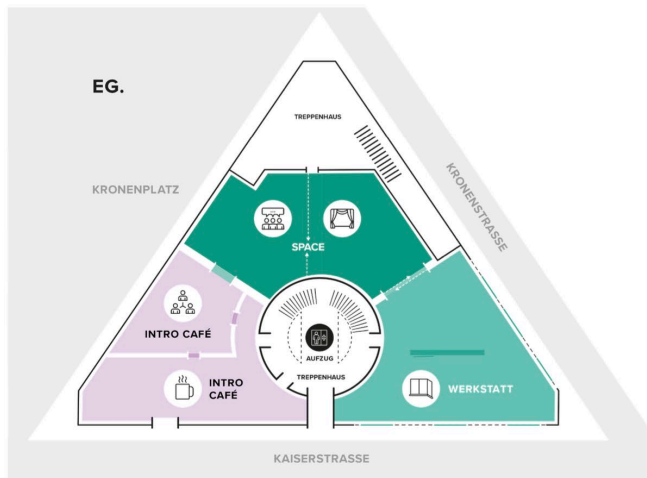 EG.
TREPPENHAUS
KRONENPLATZ
KRONENSTRASSE
SPACE
INTRO CAFÉ
AUFZUG
TREPPENHAUS
INTRO
CAFÉ
WERKSTATT
KAISERSTRASSE